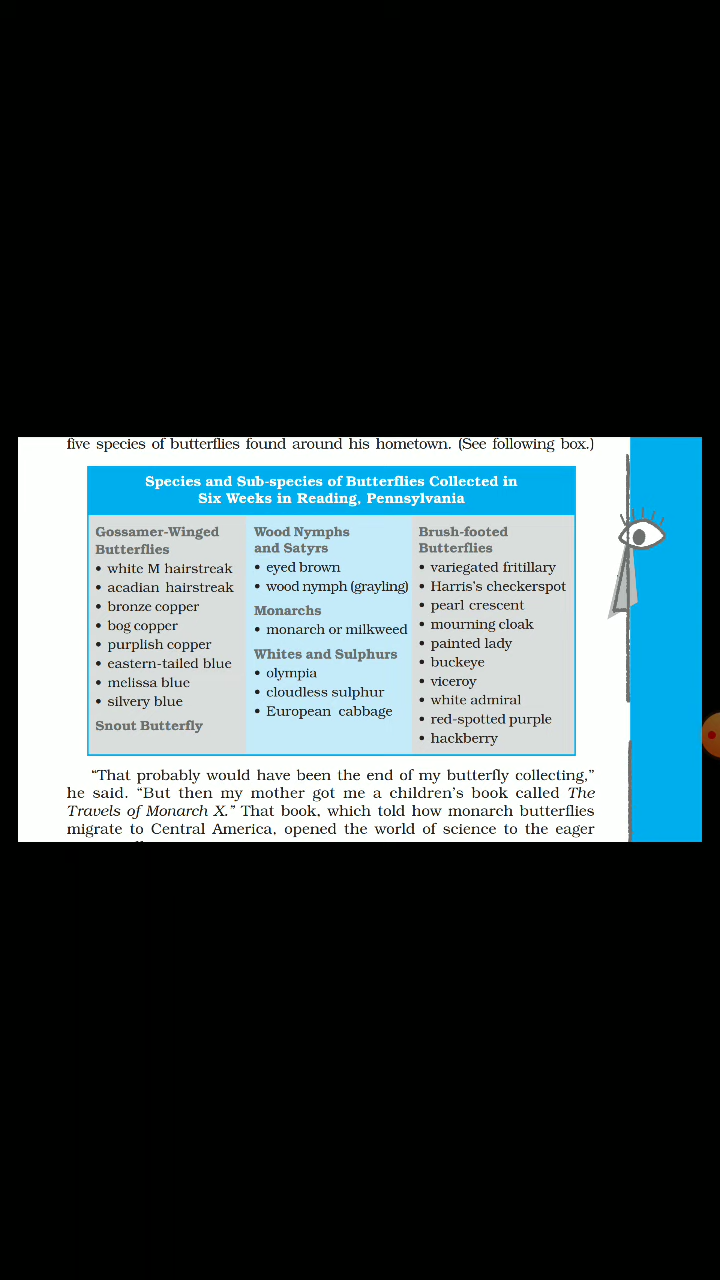 five species of butterflies found around his hometown. (See following box.)
Species and Sub-species of Butterflies Collected in
Six Weeks in Reading, Pennsylvania
Gossamer-Winged
Butterflies
• white M hairstreak
• acadian hairstreak
• bronze copper
• bog copper
• purplish copper
• eastern-tailed blue
• melissa blue
• silvery blue
Snout Butterfly
Wood Nymphs
and Satyrs
• eyed brown
• wood nymph (grayling)
Monarchs
• monarch or milkweed
Whites and Sulphurs
• olympia
• cloudless sulphur
• European cabbage
Brush-footed
Butterflies
• variegated fritillary
• Harris's checkerspot
• pearl crescent
• mourning cloak
• painted lady
• buckeye
• viceroy
• white admiral
• red-spotted purple
• hackberry
“That probably would have been the end of my butterfly collecting,”
he said. “But then my mother got me a children's book called The
Travels of Monarch X.” That book, which told how monarch butterflies
migrate to Central America, opened the world of science to the eager